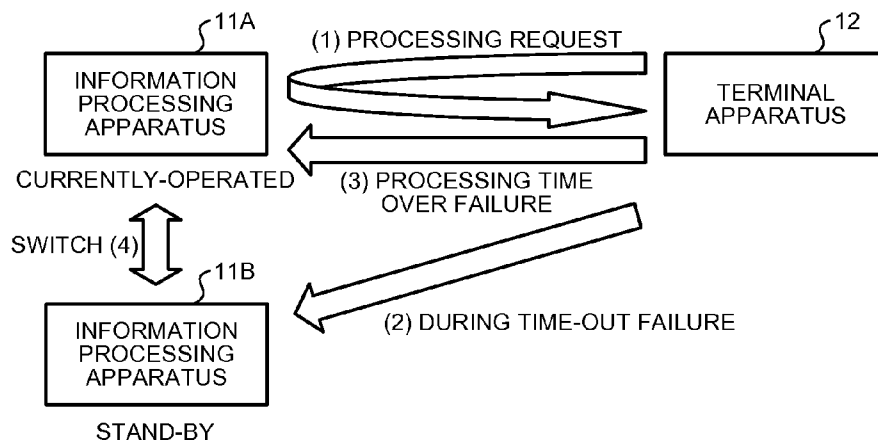 11A
(1) PROCESSING REQUEST
12
INFORMATION
PROCESSING
APPARATUS
TERMINAL
APPARATUS
CURRENTLY-OPERATED
(3) PROCESSING TIME
OVER FAILURE
SWITCH (4)
11B
(2) DURING TIME-OUT FAILURE
INFORMATION
PROCESSING
APPARATUS
STAND-BY